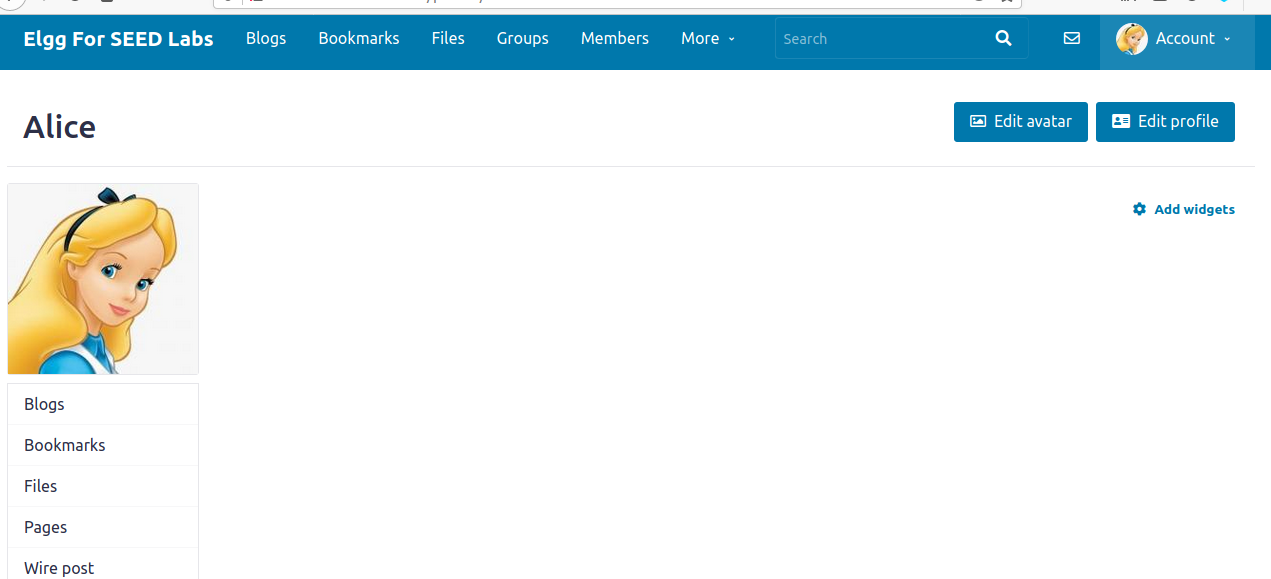 Elgg For SEED Labs Blogs Bookmarks Files Groups Members More Search Account
Alice
Edit avatar Edit profile
Add widgets
Blogs
Bookmarks
Files
Pages
Wire post